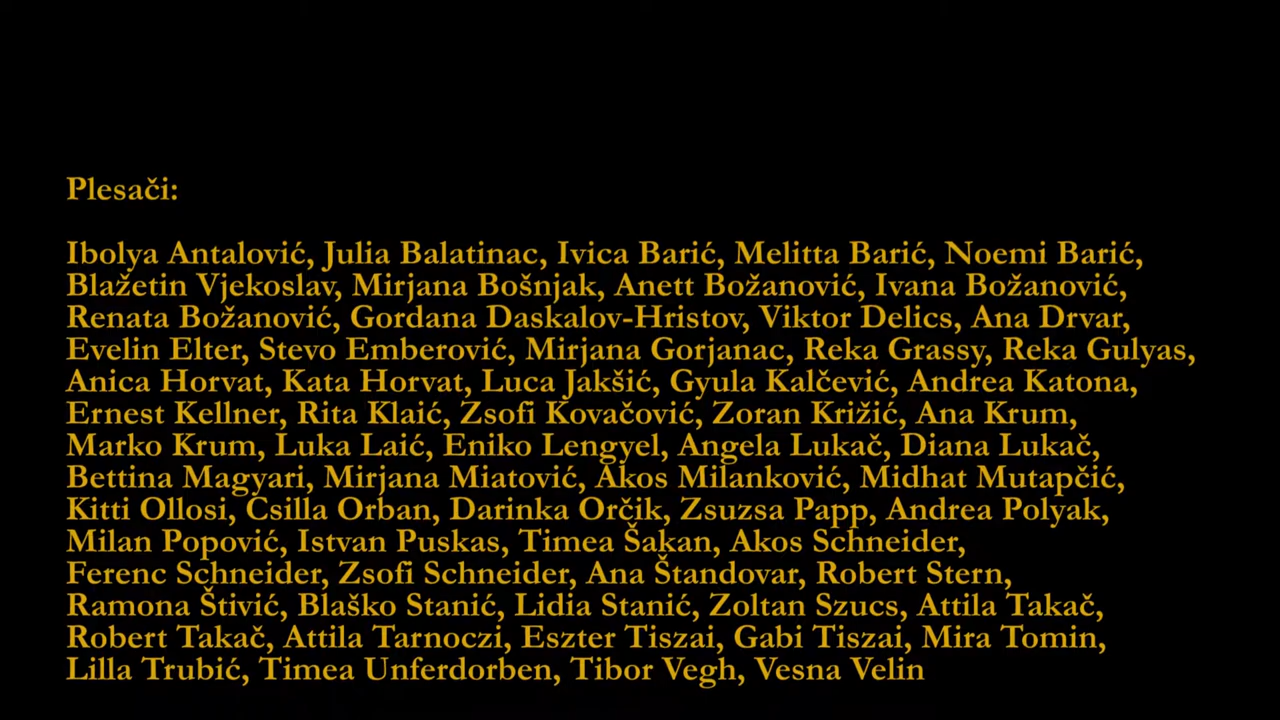 Plesači:
Ibolya Antalović, Julia Balatinac, Ivica Barić, Melitta Barić, Noemi Barić,
Blažetin Vjekoslav, Mirjana Bošnjak, Anett Božanović, Ivana Božanović,
Renata Božanović, Gordana Daskalov-Hristov, Viktor Delics, Ana Drvar,
Evelin Elter, Stevo Emberović, Mirjana Gorjanac, Reka Grassy, Reka Gulyas,
Anica Horvat, Kata Horvat, Luca Jakšić, Gyula Kalčević, Andrea Katona,
Ernest Kellner, Rita Klaić, Zsofi Kovačović, Zoran Križić, Ana Krum,
Marko Krum, Luka Laić, Eniko Lengyel, Angela Lukač, Diana Lukač,
Bettina Magyari, Mirjana Miatović, Akos Milanković, Midhat Mutapčić,
Kitti Ollosi, Csilla Orban, Darinka Orčik, Zsuzsa Papp, Andrea Polyak,
Milan Popović, Istvan Puskas, Timea Šakan, Akos Schneider,
Ferenc Schneider, Zsofi Schneider, Ana Štandovar, Robert Stern,
Ramona Štivić, Blaško Stanić, Lidia Stanić, Zoltan Szucs, Attila Takač,
Robert Takač, Attila Tarnoczi, Eszter Tiszai, Gabi Tiszai, Mira Tomin,
Lilla Trubić, Timea Unferdorben, Tibor Vegh, Vesna Velin